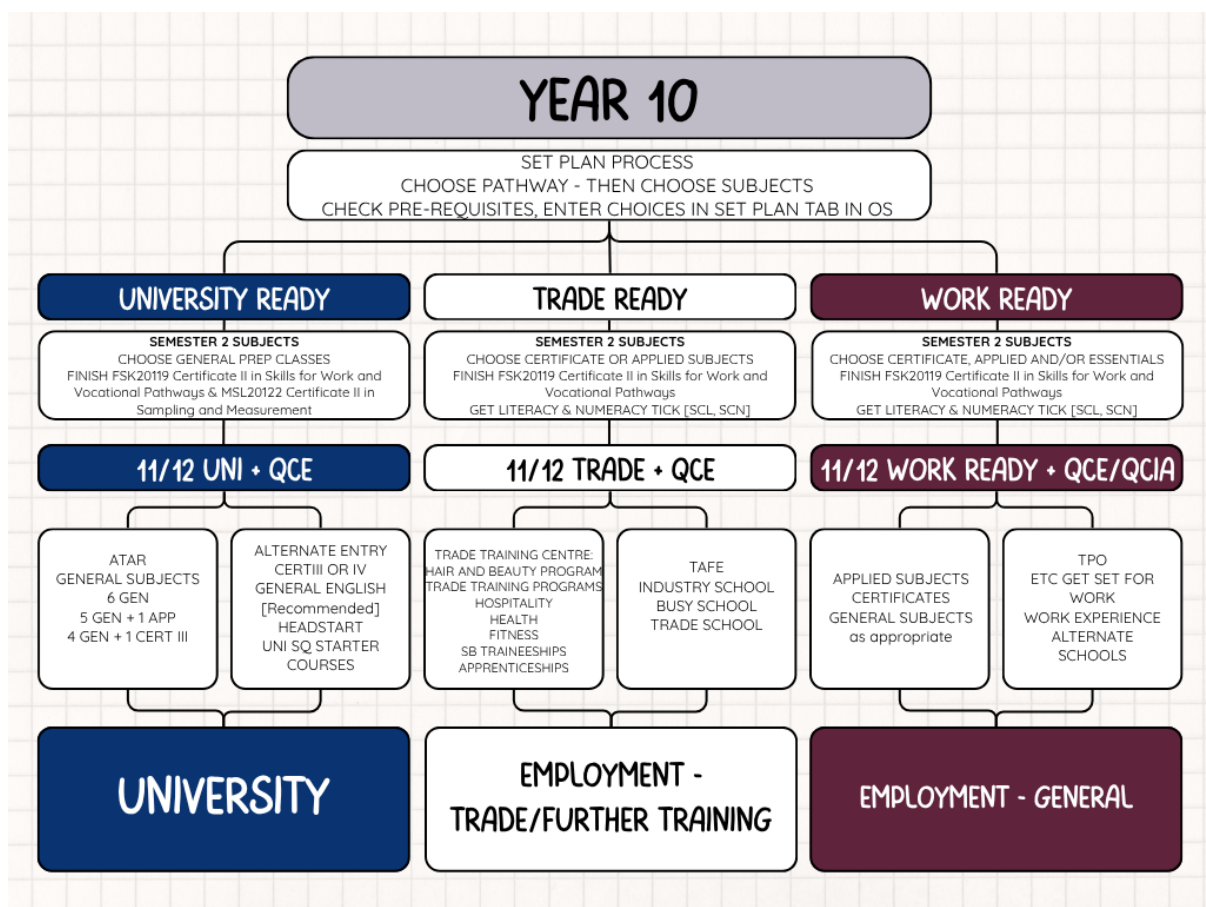 YEAR 10
SET PLAN PROCESS
CHOOSE PATHWAY - THEN CHOOSE SUBJECTS
CHECK PRE-REQUISITES, ENTER CHOICES IN SET PLAN TAB IN OS
UNIVERSITY READY
SEMESTER 2 SUBJECTS
CHOOSE GENERAL PREP CLASSES
FINISH FSK20119 Certificate II in Skills for Work and
Vocational Pathways & MSL20122 Certificate II in
Sampling and Measurement
11/12 UNI + QCE
ATAR
GENERAL SUBJECTS
6 GEN
5 GEN + 1 APP
4 GEN + 1 CERT III
ALTERNATE ENTRY
CERTIII OR IV
GENERAL ENGLISH
[Recommended]
HEADSTART
UNI SQ STARTER
COURSES
UNIVERSITY
TRADE READY
SEMESTER 2 SUBJECTS
CHOOSE CERTIFICATE OR APPLIED SUBJECTS
FINISH FSK20119 Certificate II in Skills for Work and
Vocational Pathways
GET LITERACY & NUMERACY TICK [SCL, SCN]
11/12 TRADE + QCE
TRADE TRAINING CENTRE:
HAIR AND BEAUTY PROGRAM
TRADE TRAINING PROGRAMS
HOSPITALITY
HEALTH
FITNESS
SB TRAINEESHIPS
APPRENTICESHIPS
TAFE
INDUSTRY SCHOOL
BUSY SCHOOL
TRADE SCHOOL
EMPLOYMENT -
TRADE/FURTHER TRAINING
WORK READY
SEMESTER 2 SUBJECTS
CHOOSE CERTIFICATE, APPLIED AND/OR ESSENTIALS
FINISH FSK20119 Certificate II in Skills for Work and
Vocational Pathways
GET LITERACY & NUMERACY TICK [SCL, SCN]
11/12 WORK READY + QCE/QCIA
APPLIED SUBJECTS
CERTIFICATES
GENERAL SUBJECTS
as appropriate
TPO
ETC GET SET FOR
WORK
WORK EXPERIENCE
ALTERNATE
SCHOOLS
EMPLOYMENT - GENERAL